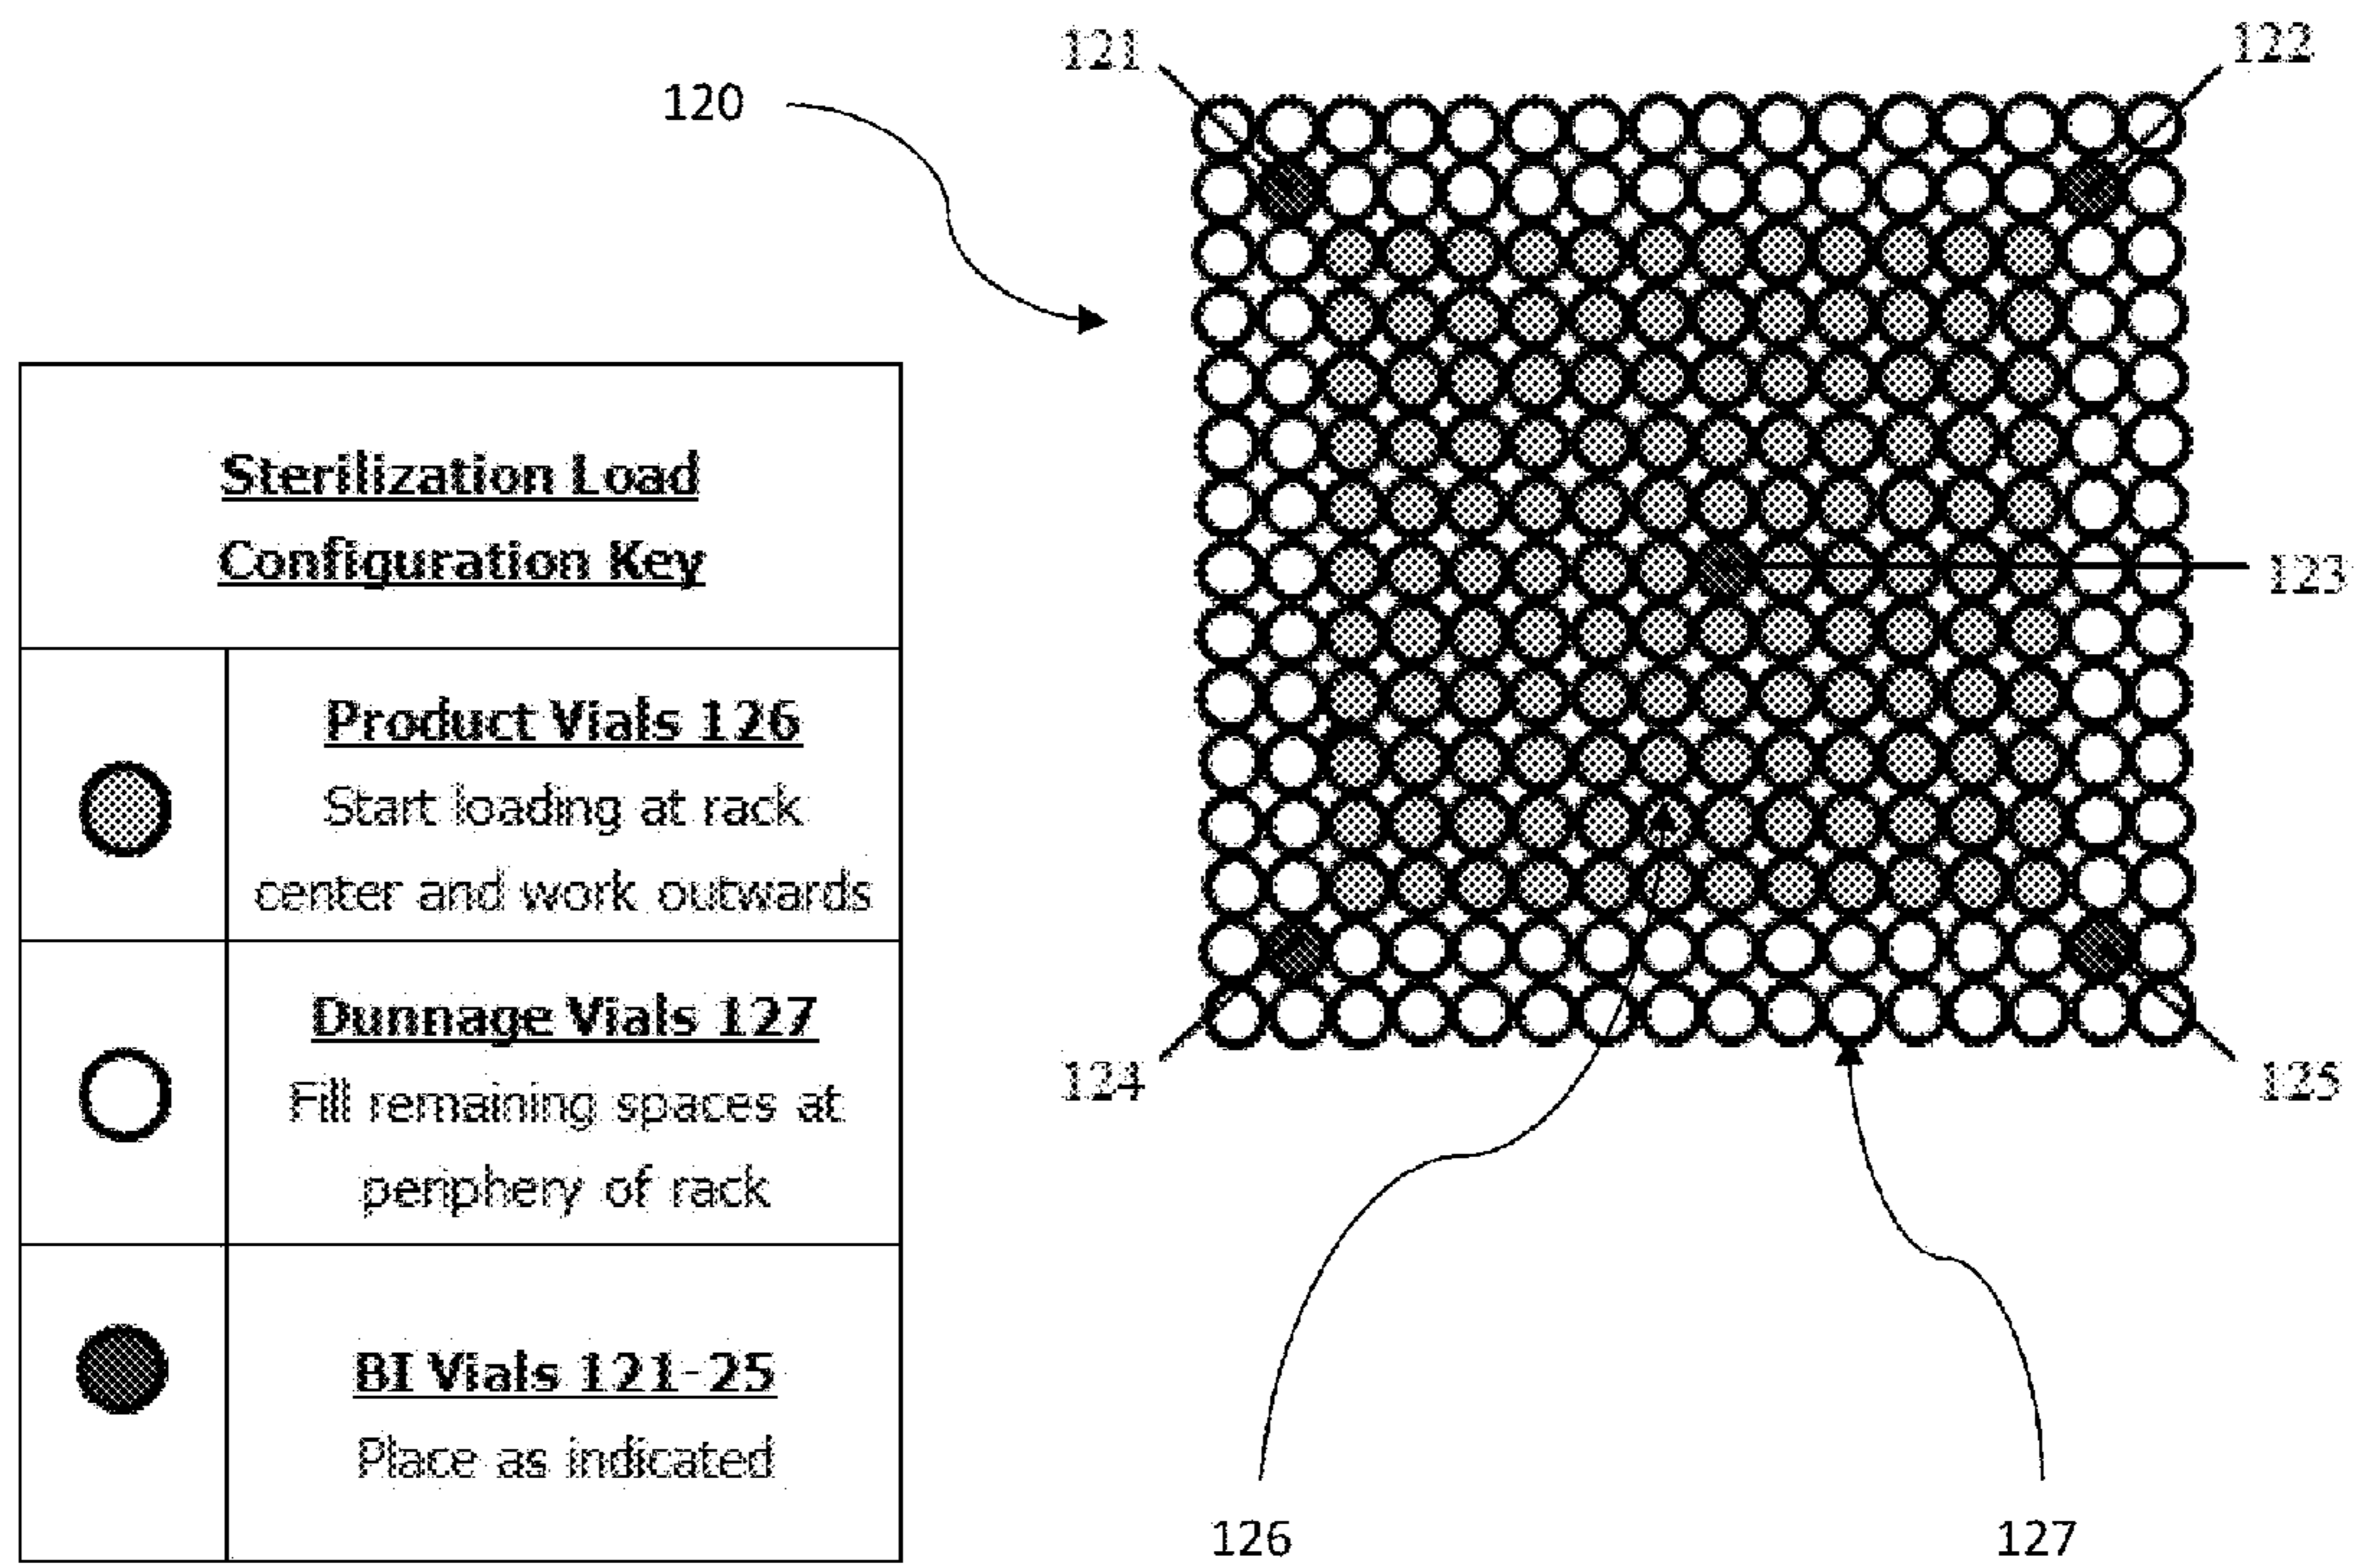 121
122
120
Sterilization Load
Configuration Key
123
Product Vials 126
Start loading at rack
center and work outwards
Dunnage Vials 127
Fill remaining spaces at
periphery of rack
124
125
BI Vials 121-25
Place as indicated
126
127